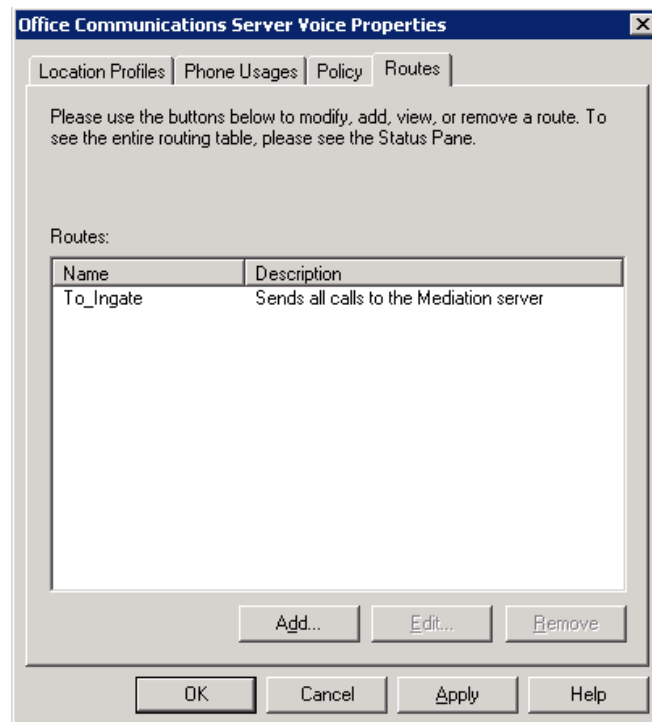 Office Communications Server Voice Properties
Location Profiles Phone Usages Policy Routes
Please use the buttons below to modify, add, view, or remove a route. To
see the entire routing table, please see the Status Pane.
Routes:
Name Description
To_Ingate Sends all calls to the Mediation server
Add... Edit... Remove
OK Cancel Apply Help